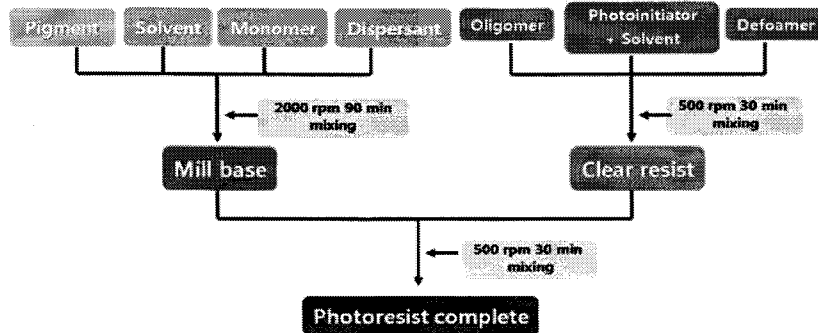 Pigment
Solvent
Monomer
Dispersant
Oligomer
Photoinitiator
+ Solvent
Defoamer
2000 rpm 90 min
mixing
500 rpm 30 min
mixing
Mill base
Clear resist
500 rpm 30 min
mixing
Photoresist complete